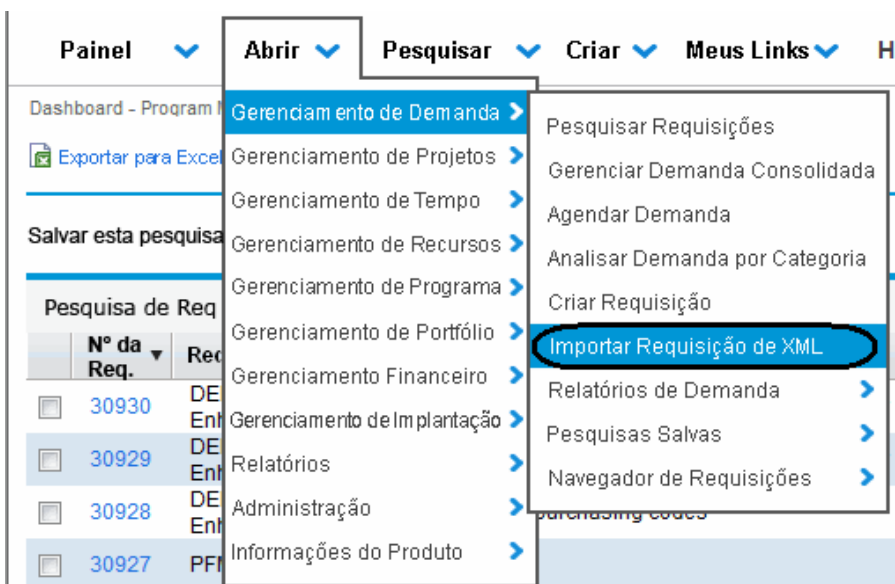 Painel Abrir Pesquisar Criar Meus Links
Dashboard - Program
Exportar para Excel
Salvar esta pesquisa
Pesquisa de Req
Nº da
Req.
30930
DE
30929
DE
30928
DE
purchasing codes
30927
Gerenciamento de Demanda
Gerenciamento de Projetos
Gerenciamento de Tempo
Gerenciamento de Recursos
Gerenciamento de Programa
Gerenciamento de Portfólio
Gerenciamento Financeiro
Gerenciamento de Implantação
Relatórios
Administração
Informações do Produto
Pesquisar Requisições
Gerenciar Demanda Consolidada
Agendar Demanda
Analisar Demanda por Categoria
Criar Requisição
Importar Requisição de XML
Relatórios de Demanda
Pesquisas Salvas
Navegador de Requisições